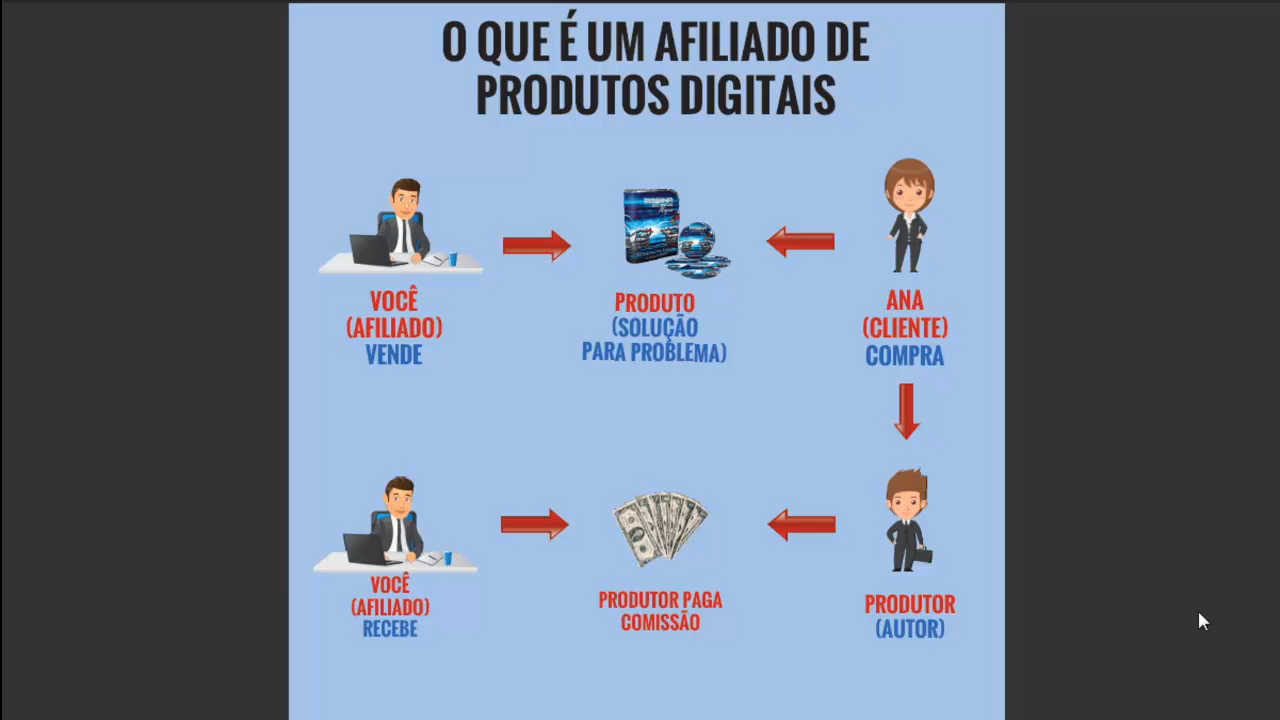 O QUE É UM AFILIADO DE
PRODUTOS DIGITAIS
VOCÊ
(AFILIADO)
VENDE
PRODUTO
(SOLUÇÃO
PARA PROBLEMA)
ANA
(CLIENTE)
COMPRA
VOCÊ
(AFILIADO)
RECEBE
PRODUTOR PAGA
COMISSÃO
PRODUTOR
(AUTOR)